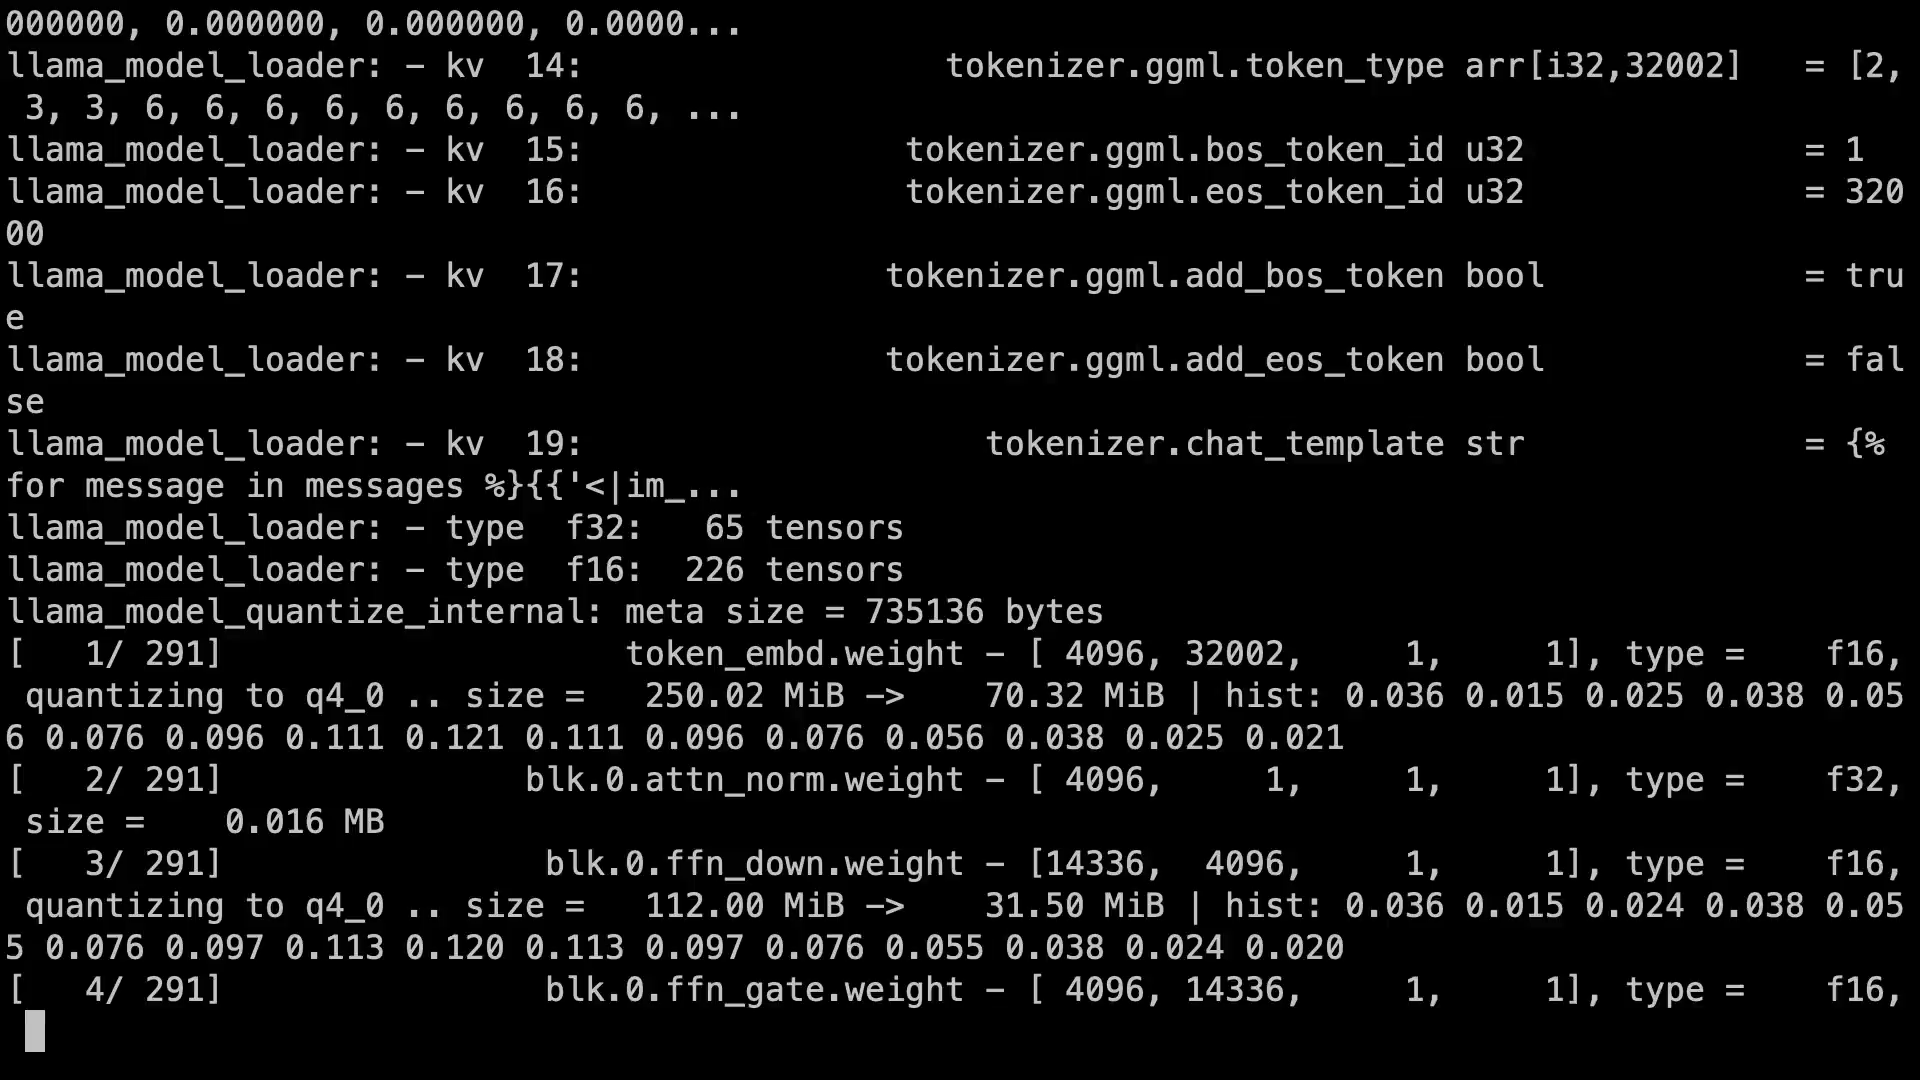 000000, 0.000000, 0.000000, 0.0000...
llama_model_loader: - kv  14:                  tokenizer.ggml.token_type arr[i32,32002]   = [2,
 3, 3, 6, 6, 6, 6, 6, 6, 6, 6, 6, ...
llama_model_loader: - kv  15:                tokenizer.ggml.bos_token_id u32              = 1
llama_model_loader: - kv  16:                tokenizer.ggml.eos_token_id u32              = 320
00
llama_model_loader: - kv  17:               tokenizer.ggml.add_bos_token bool             = tru
e
llama_model_loader: - kv  18:               tokenizer.ggml.add_eos_token bool             = fal
se
llama_model_loader: - kv  19:                    tokenizer.chat_template str              = {%
for message in messages %}{{'<|im_...
llama_model_loader: - type  f32:   65 tensors
llama_model_loader: - type  f16:  226 tensors
llama_model_quantize_internal: meta size = 735136 bytes
[   1/ 291]                    token_embd.weight - [ 4096, 32002,     1,     1], type =    f16,
 quantizing to q4_0 .. size =   250.02 MiB ->    70.32 MiB | hist: 0.036 0.015 0.025 0.038 0.05
6 0.076 0.096 0.111 0.121 0.111 0.096 0.076 0.056 0.038 0.025 0.021
[   2/ 291]               blk.0.attn_norm.weight - [ 4096,     1,     1,     1], type =    f32,
 size =    0.016 MB
[   3/ 291]                blk.0.ffn_down.weight - [14336,  4096,     1,     1], type =    f16,
 quantizing to q4_0 .. size =   112.00 MiB ->    31.50 MiB | hist: 0.036 0.015 0.024 0.038 0.05
5 0.076 0.097 0.113 0.120 0.113 0.097 0.076 0.055 0.038 0.024 0.020
[   4/ 291]                blk.0.ffn_gate.weight - [ 4096, 14336,     1,     1], type =    f16,